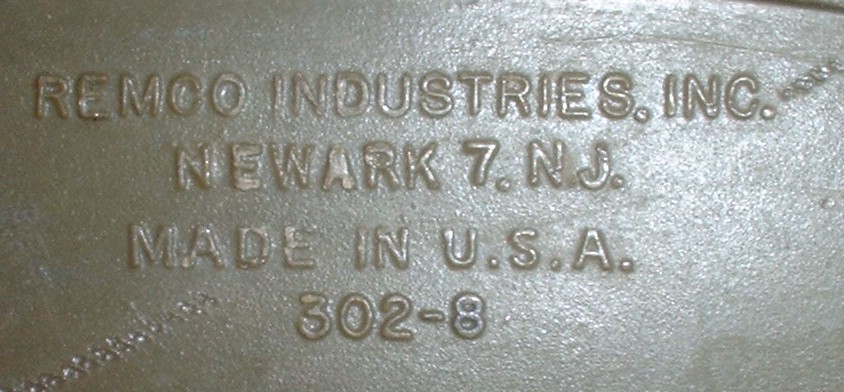 REMCO INDUSTRIES, INC.
NEWARK 7. N.J.
MADE IN U.S.A.
302-8